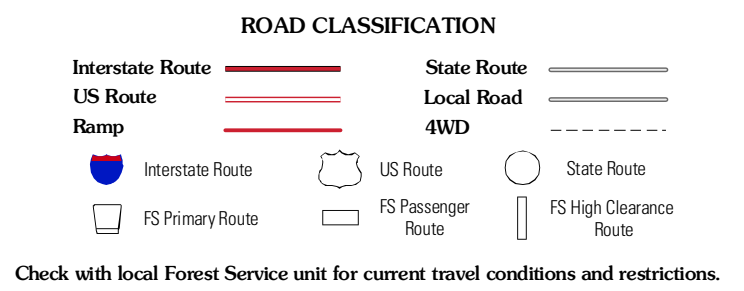 ROAD CLASSIFICATION
Interstate Route
State Route
US Route
Local Road
Ramp
4WD
Interstate Route
US Route
State Route
FS Primary Route
FS Passenger
Route
FS High Clearance
Route
Check with local Forest Service unit for current travel conditions and restrictions.